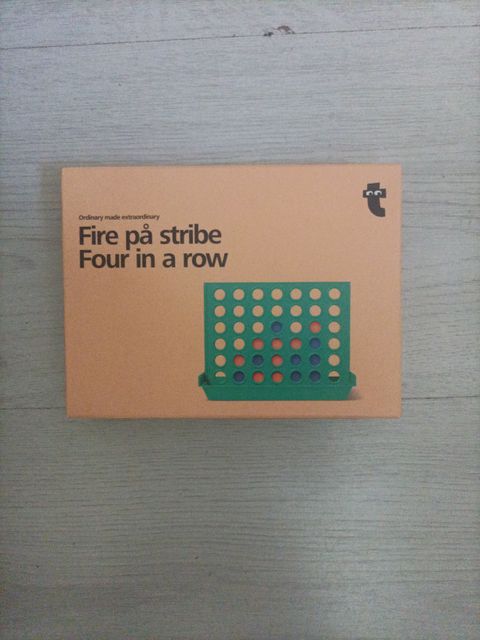 Ordinary made extraordinary
Fire på stribe
Four in a row
t